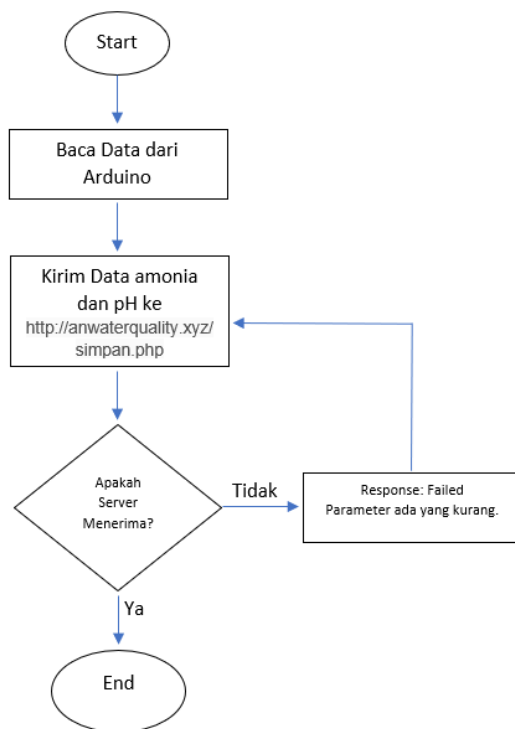 Start
Baca Data dari
Arduino
Kirim Data amonia
dan pH ke
http://anwaterquality.xyz/
simpan.php
Apakah
Server
Menerima?
Tidak
Response: Failed
Parameter ada yang kurang.
Ya
End